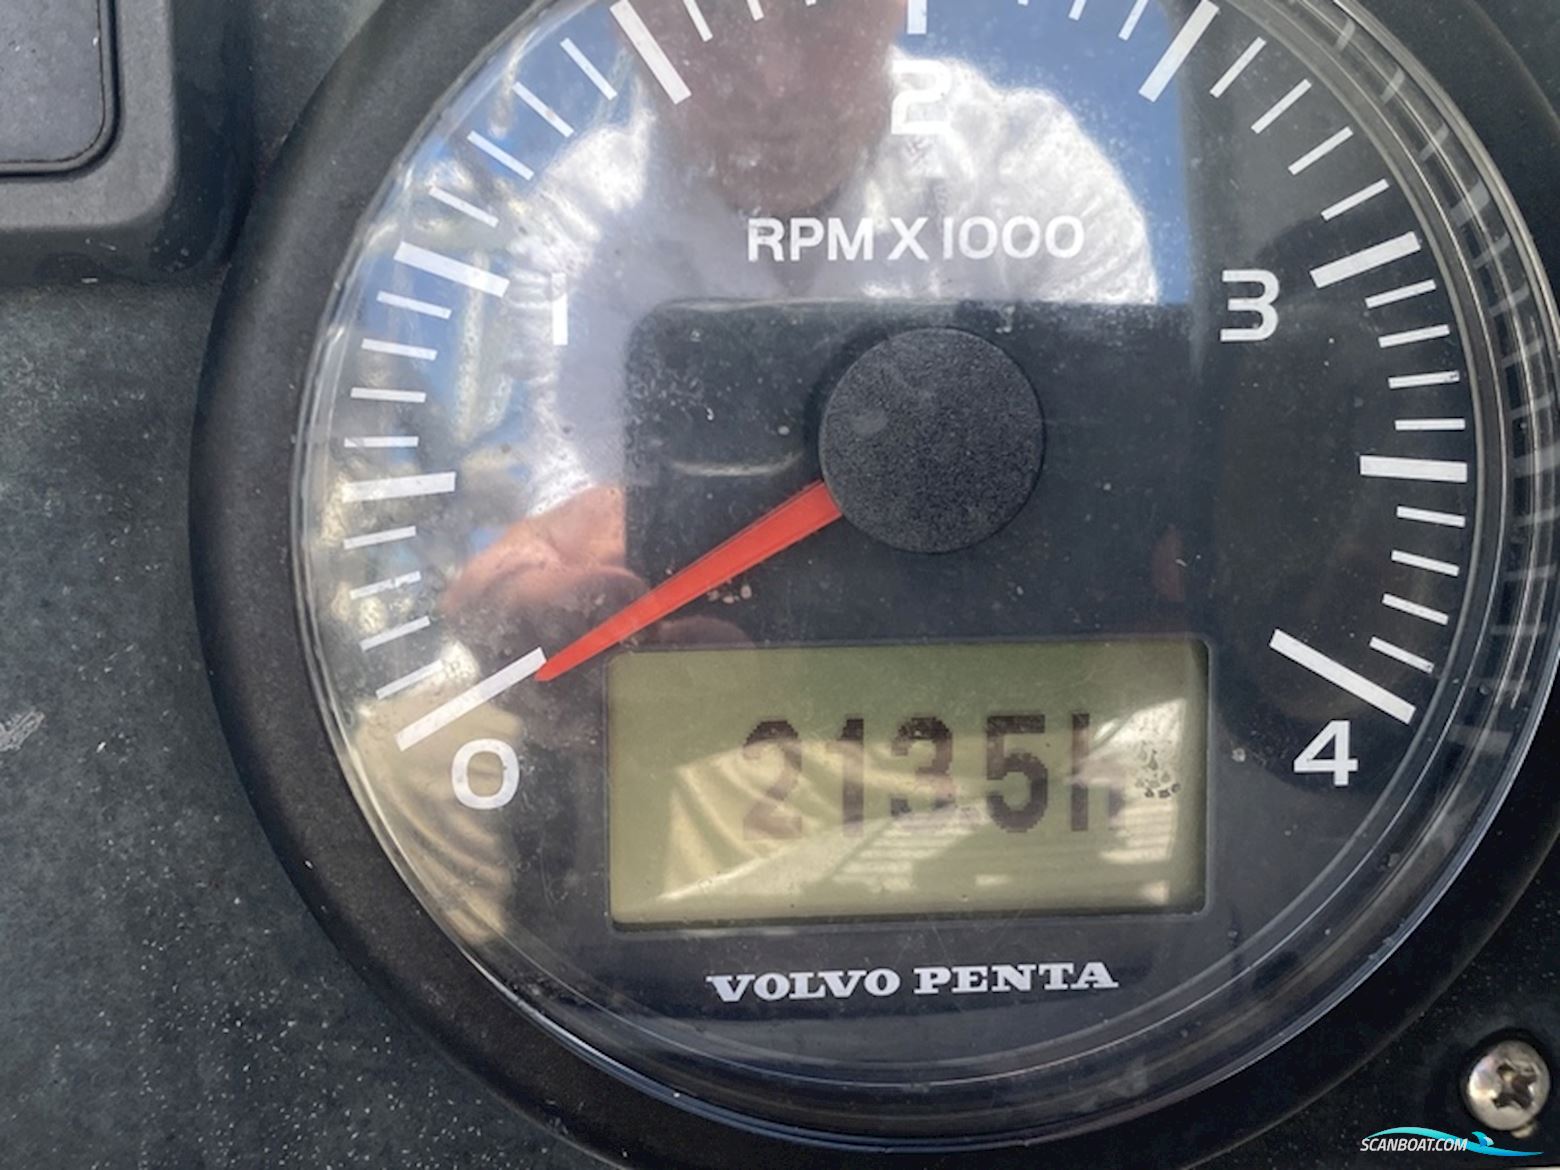 2
RPM X 1000
1
3
0
4
2135h
VOLVO PENTA
SCANBOAT.COM